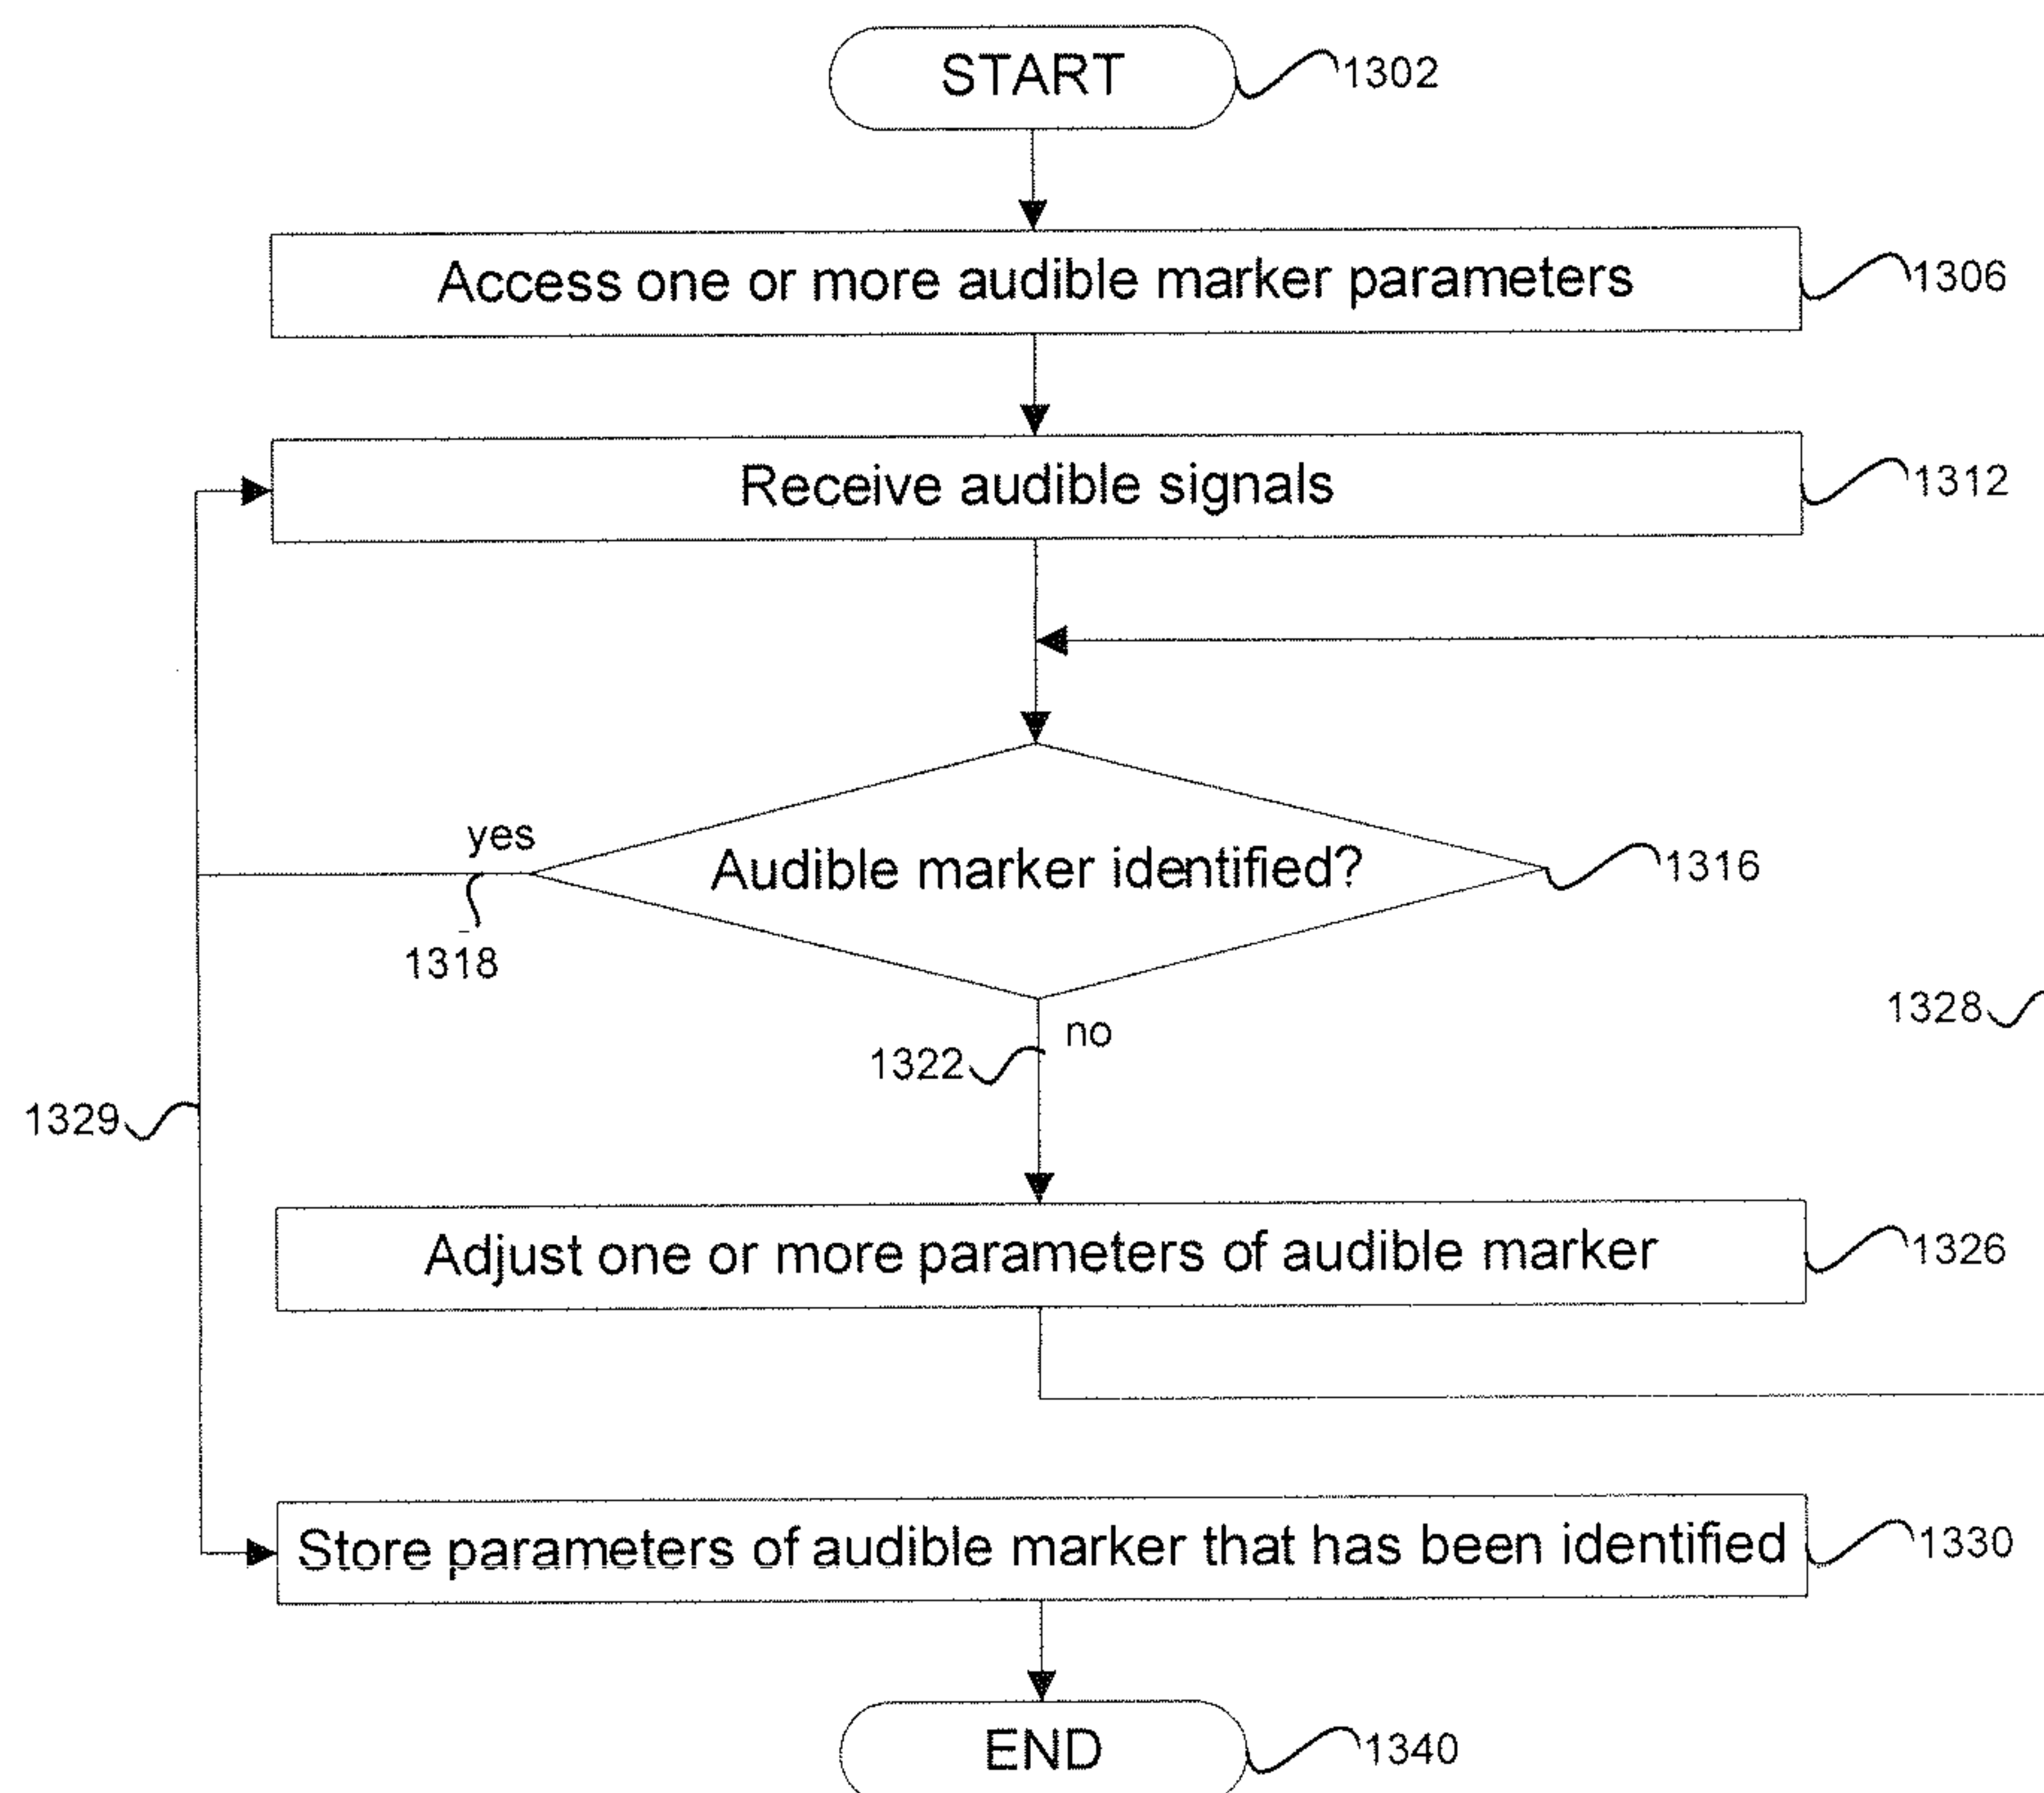 START
1302
Access one or more audible marker parameters
1306
Receive audible signals
1312
yes
Audible marker identified?
1316
1318
1328
no
1322
1329
Adjust one or more parameters of audible marker
1326
Store parameters of audible marker that has been identified
1330
END
1340